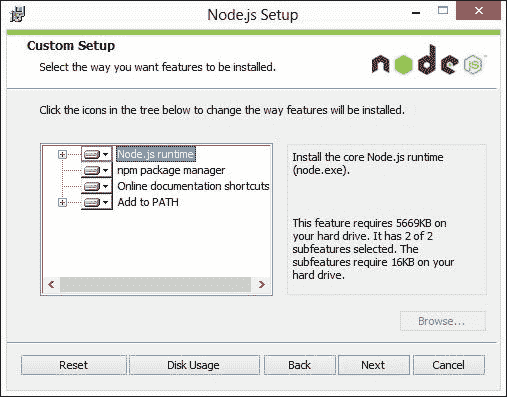 Node.js Setup
Custom Setup
Select the way you want features to be installed.
node
JS
Click the icons in the tree below to change the way features will be installed.
Node.js runtime
npm package manager
Online documentation shortcuts
Add to PATH
Install the core Node.js runtime
(node.exe).
This feature requires 5669KB on
your hard drive. It has 2 of 2
subfeatures selected. The
subfeatures require 16KB on your
hard drive.
Browse...
Reset
Disk Usage
Back
Next
Cancel